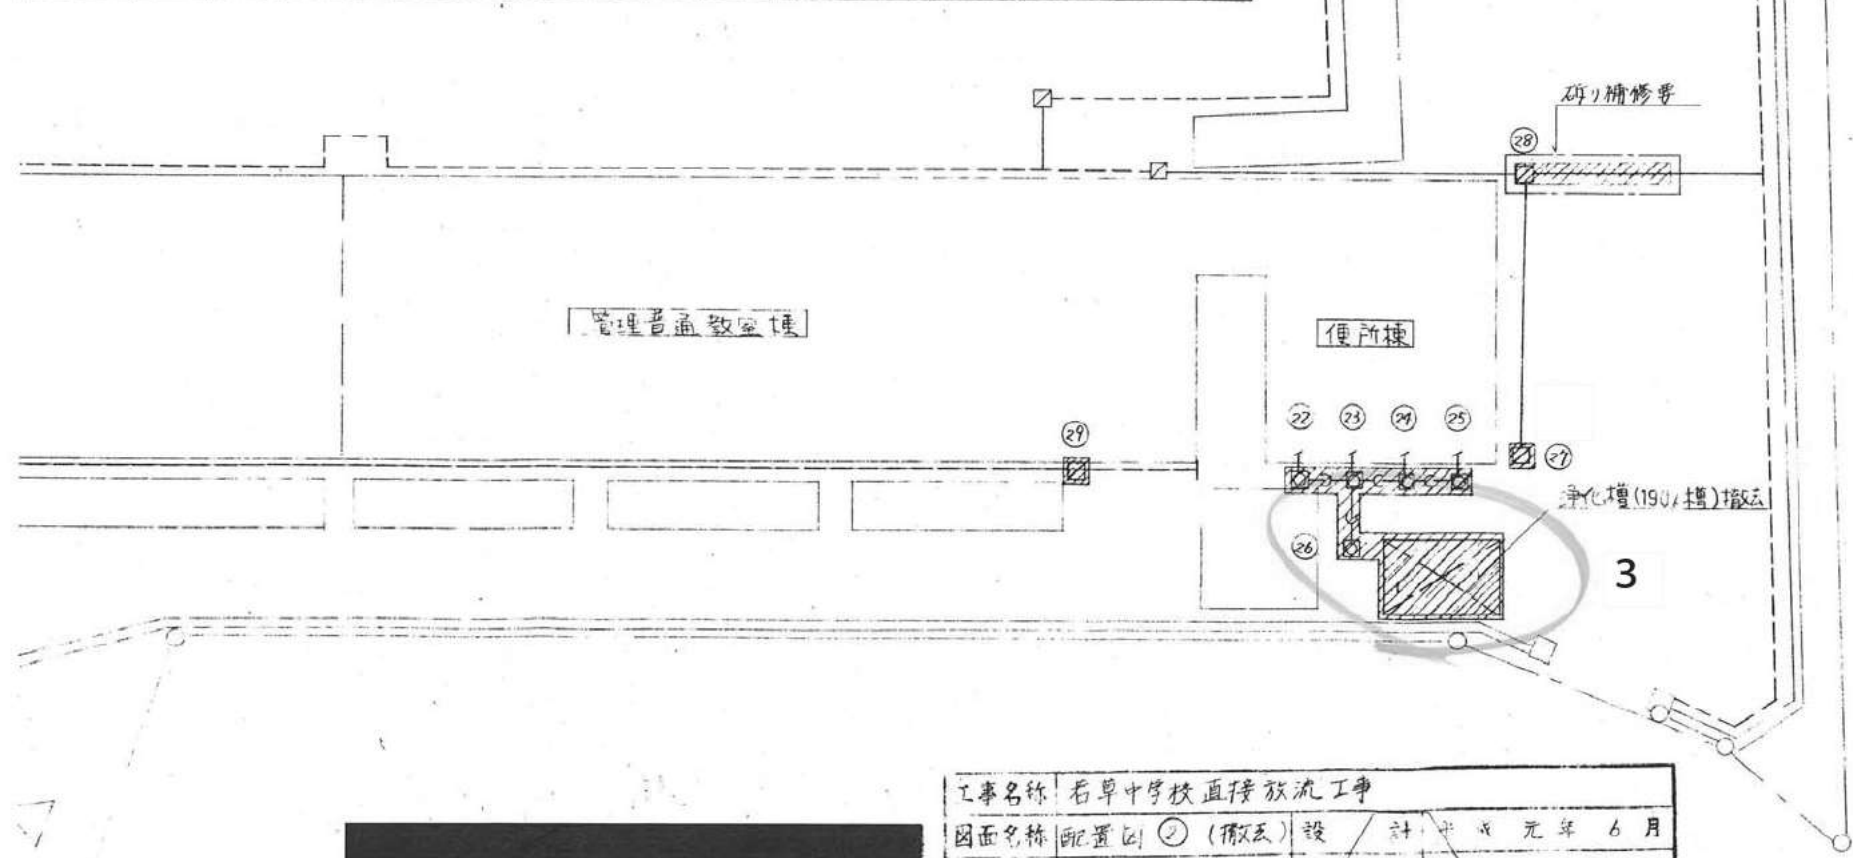 斫り補修要
28
管理普通教室棟
便所棟
22 23 24 25
29
27
浄化槽(190人槽)撤去
26
3
工事名称 若草中学校直接放流工事
図面名称 配置図② (撤去) 設計 平成元年6月